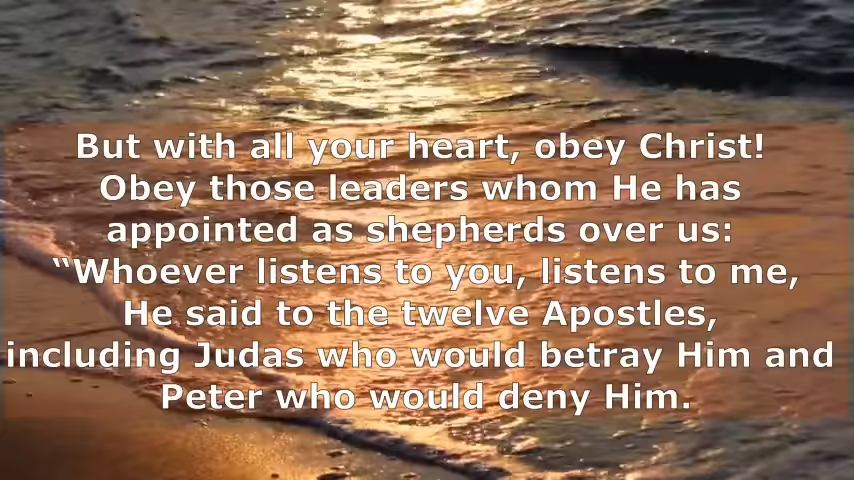 But with all your heart, obey Christ!
Obey those leaders whom He has
appointed as shepherds over us:
“Whoever listens to you, listens to me,
He said to the twelve Apostles,
including Judas who would betray Him and
Peter who would deny Him.